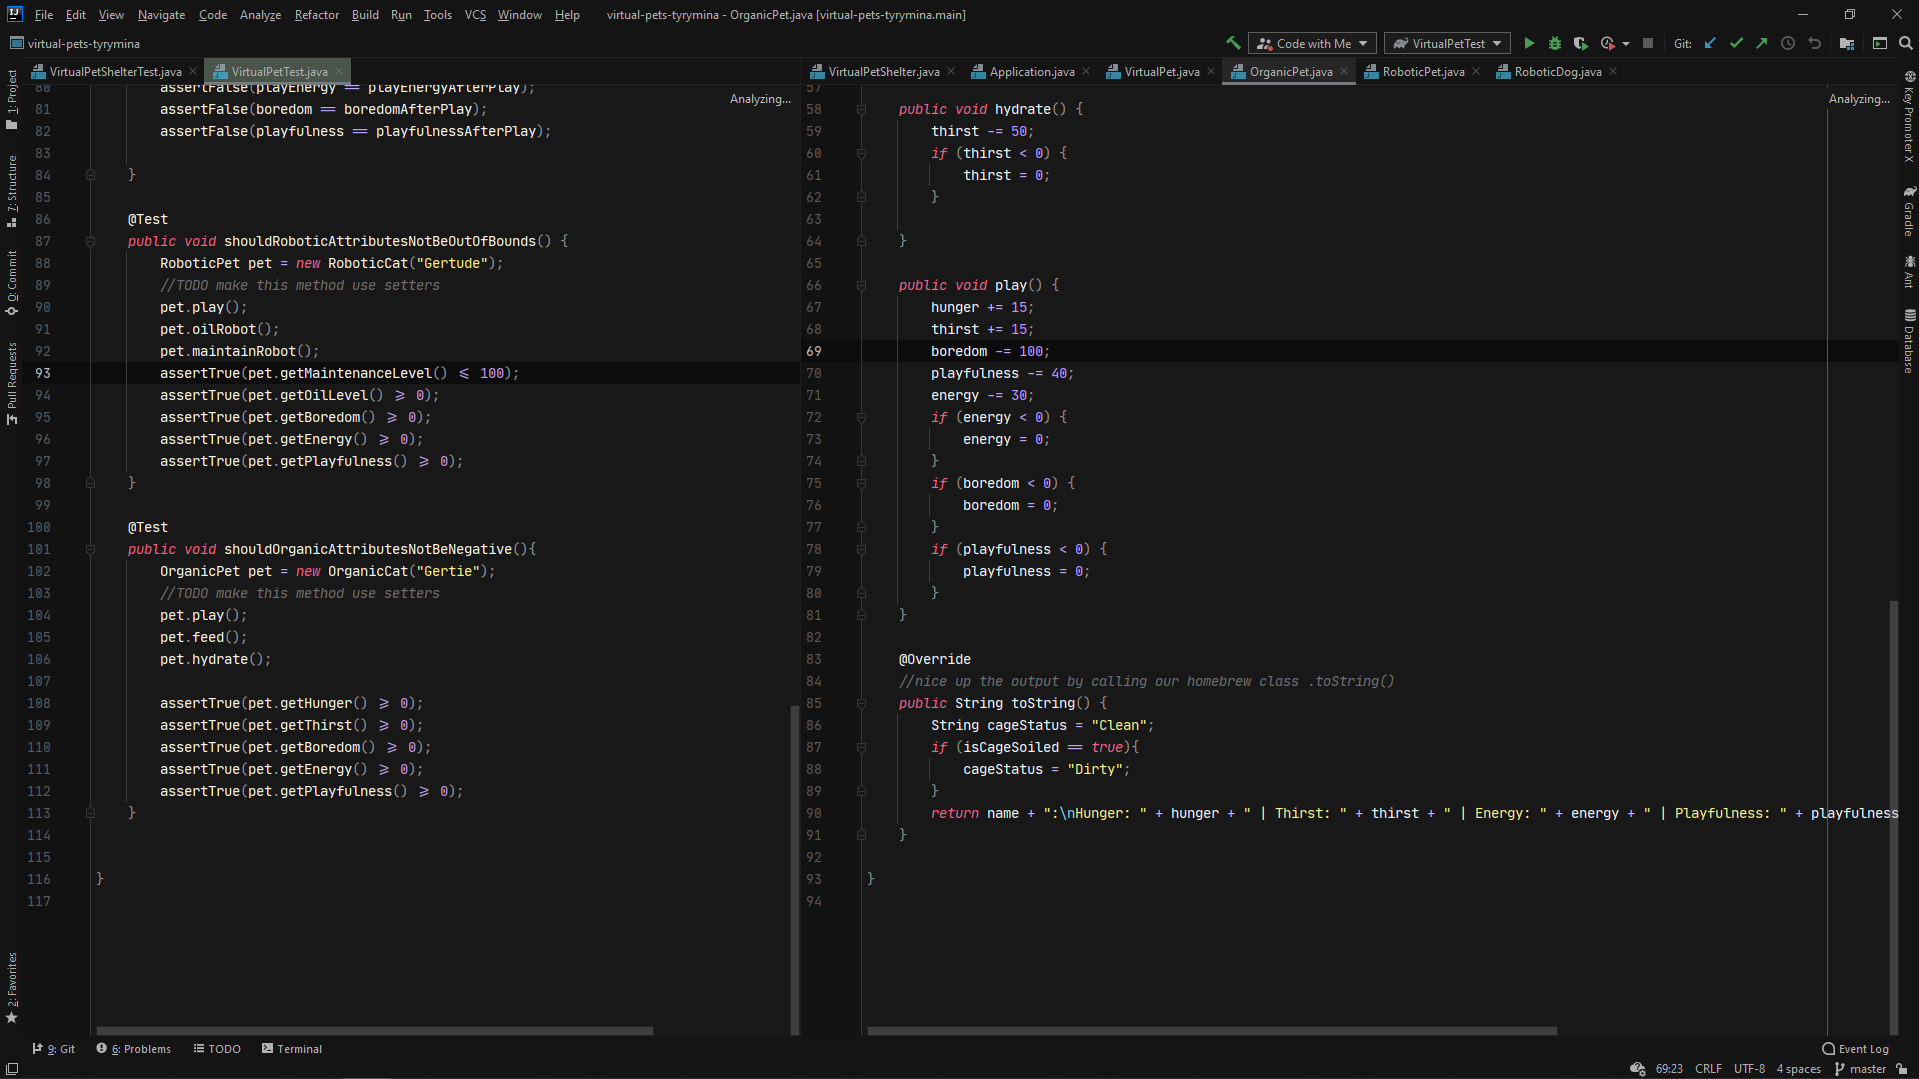 File Edit View Navigate Code Analyze Refactor Build Run Tools VCS Window Help virtual-pets-tyrymina - OrganicPet.java [virtual-pets-tyrymina.main]
virtual-pets-tyrymina Code with Me VirtualPetTest Git:
VirtualPetShelterTest.java VirtualPetTest.java VirtualPetShelter.java Application.java VirtualPet.java OrganicPet.java RoboticPet.java RoboticDog.java
1: Project
7: Structure
0: Commit
Pull Requests
2: Favorites
Analyzing...
80 assertFalse(playEnergy == playEnergyAfterPlay);
81 assertFalse(boredom == boredomAfterPlay);
82 assertFalse(playfulness == playfulnessAfterPlay);
83
84 }
85
86 @Test
87 public void shouldRoboticAttributesNotBeOutOfBounds() {
88 RoboticPet pet = new RoboticCat("Gertude");
89 //TODO make this method use setters
90 pet.play();
91 pet.oilRobot();
92 pet.maintainRobot();
93 assertTrue(pet.getMaintenanceLevel() <= 100);
94 assertTrue(pet.getOilLevel() >= 0);
95 assertTrue(pet.getBoredom() >= 0);
96 assertTrue(pet.getEnergy() >= 0);
97 assertTrue(pet.getPlayfulness() >= 0);
98 }
99
100 @Test
101 public void shouldOrganicAttributesNotBeNegative(){
102 OrganicPet pet = new OrganicCat("Gertie");
103 //TODO make this method use setters
104 pet.play();
105 pet.feed();
106 pet.hydrate();
107
108 assertTrue(pet.getHunger() >= 0);
109 assertTrue(pet.getThirst() >= 0);
110 assertTrue(pet.getBoredom() >= 0);
111 assertTrue(pet.getEnergy() >= 0);
112 assertTrue(pet.getPlayfulness() >= 0);
113 }
114
115
116 }
117
Analyzing...
57
58 public void hydrate() {
59 thirst -= 50;
60 if (thirst < 0) {
61 thirst = 0;
62 }
63
64 }
65
66 public void play() {
67 hunger += 15;
68 thirst += 15;
69 boredom -= 100;
70 playfulness -= 40;
71 energy -= 30;
72 if (energy < 0) {
73 energy = 0;
74 }
75 if (boredom < 0) {
76 boredom = 0;
77 }
78 if (playfulness < 0) {
79 playfulness = 0;
80 }
81 }
82
83 @Override
84 //nice up the output by calling our homebrew class .toString()
85 public String toString() {
86 String cageStatus = "Clean";
87 if (isCageSoiled == true){
88 cageStatus = "Dirty";
89 }
90 return name + ":\nHunger: " + hunger + " | Thirst: " + thirst + " | Energy: " + energy + " | Playfulness: " + playfulness
91 }
92
93 }
94
Key Promoter X
Gradle
Ant
Database
9: Git 6: Problems TODO Terminal Event Log
69:23 CRLF UTF-8 4 spaces master